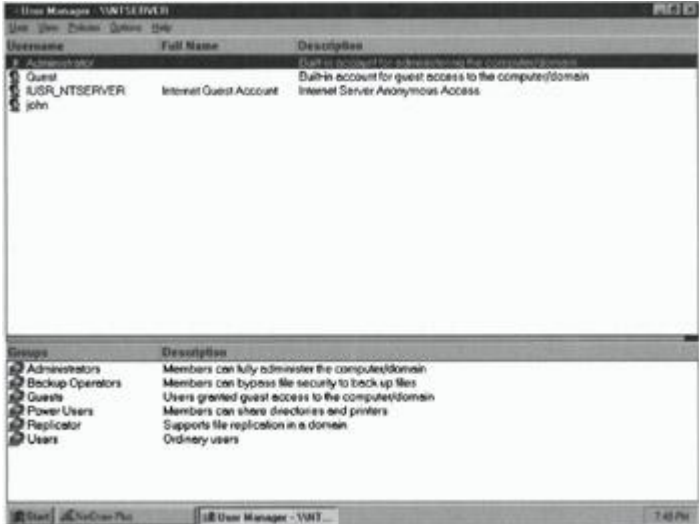 User Manager - \\NTSERVER
User View Policies Options Help
Username Full Name Description
Administrator Built-in account for administering the computer/domain
Guest Built-in account for guest access to the computer/domain
IUSR_NTSERVER Internet Guest Account Internet Server Anonymous Access
john
Groups Description
Administrators Members can fully administer the computer/domain
Backup Operators Members can bypass file security to back up files
Guests Users granted guest access to the computer/domain
Power Users Members can share directories and printers
Replicator Supports file replication in a domain
Users Ordinary users
Start User Manager - \\NT... 7:48 PM